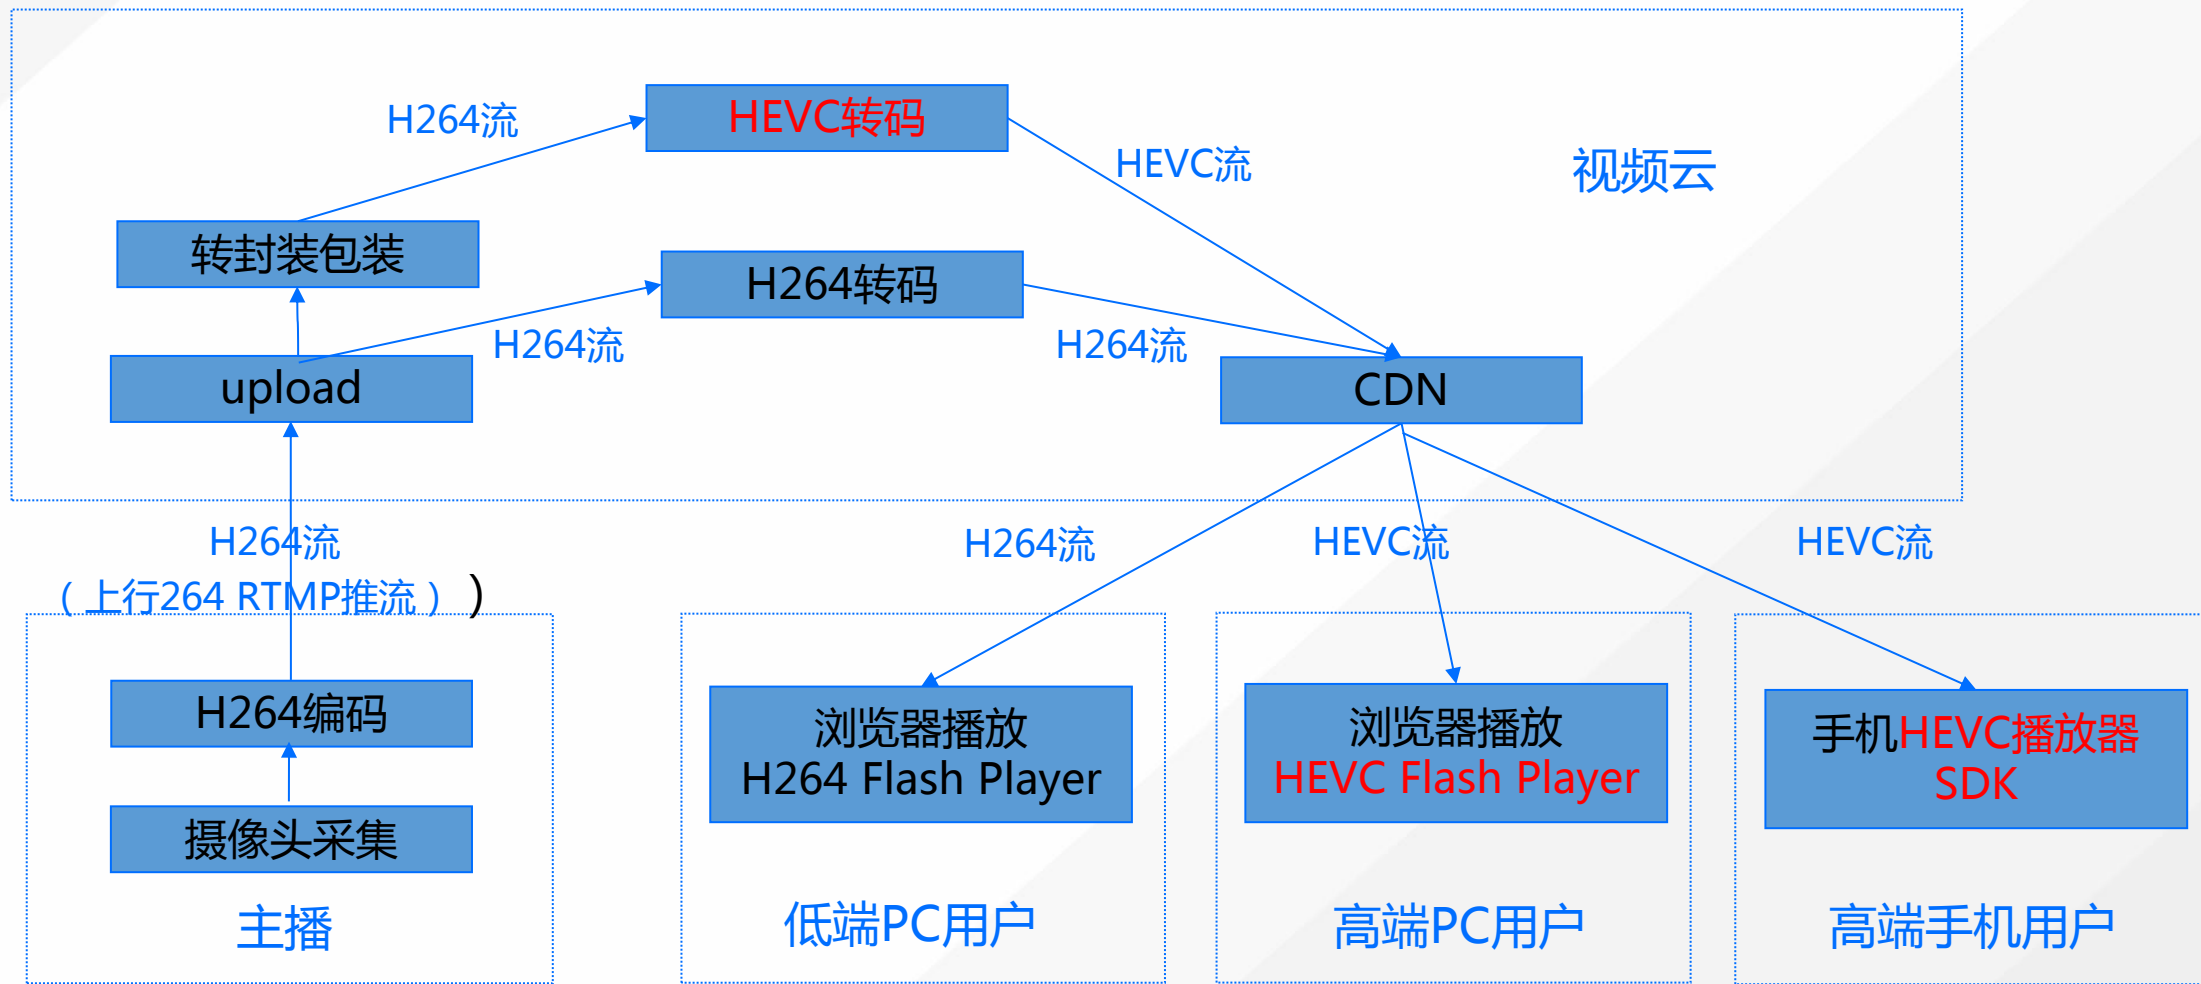 H264流
HEVC转码
HEVC流
视频云
转封装包装
H264转码
H264流
H264流
upload
CDN
H264流
（上行264 RTMP推流））
H264流
HEVC流
HEVC流
H264编码
摄像头采集
主播
浏览器播放
H264 Flash Player
低端PC用户
浏览器播放
HEVC Flash Player
高端PC用户
手机HEVC播放器
SDK
高端手机用户